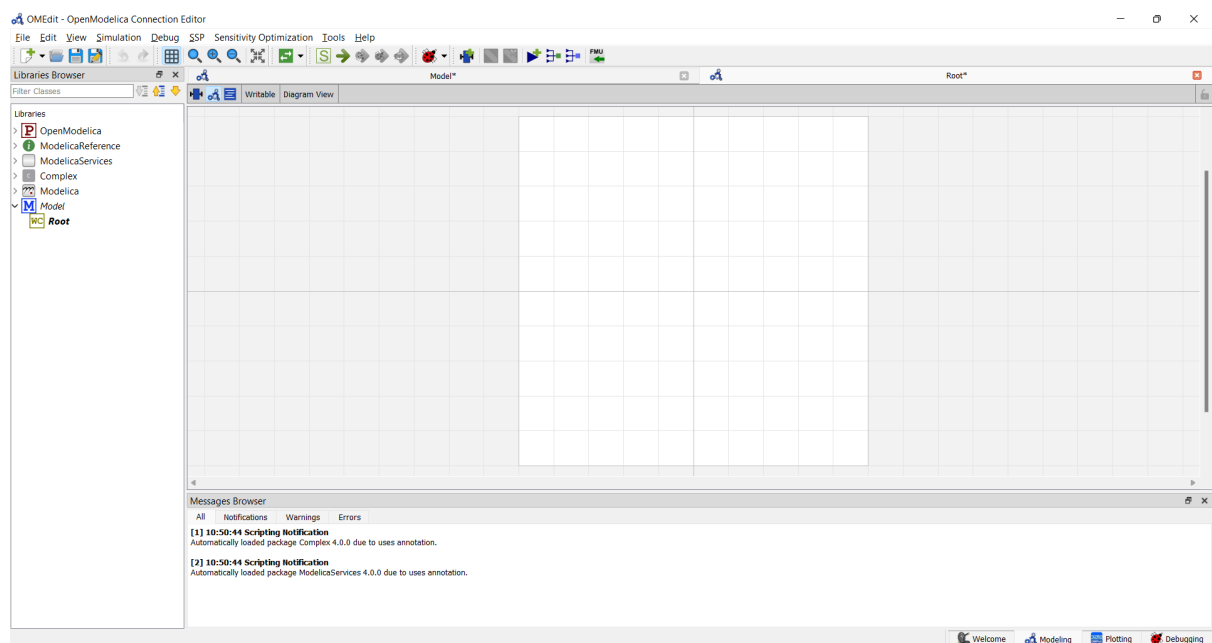 OMEdit - OpenModelica Connection Editor
File Edit View Simulation Debug SSP Sensitivity Optimization Tools Help
S FMU
Libraries Browser
Model* Root*
Filter Classes
Writable Diagram View
Libraries
P OpenModelica
i ModelicaReference
ModelicaServices
Complex
Modelica
M Model
WC Root
Messages Browser
All Notifications Warnings Errors
[1] 10:50:44 Scripting Notification
Automatically loaded package Complex 4.0.0 due to uses annotation.
[2] 10:50:44 Scripting Notification
Automatically loaded package ModelicaServices 4.0.0 due to uses annotation.
Welcome Modeling Plotting Debugging